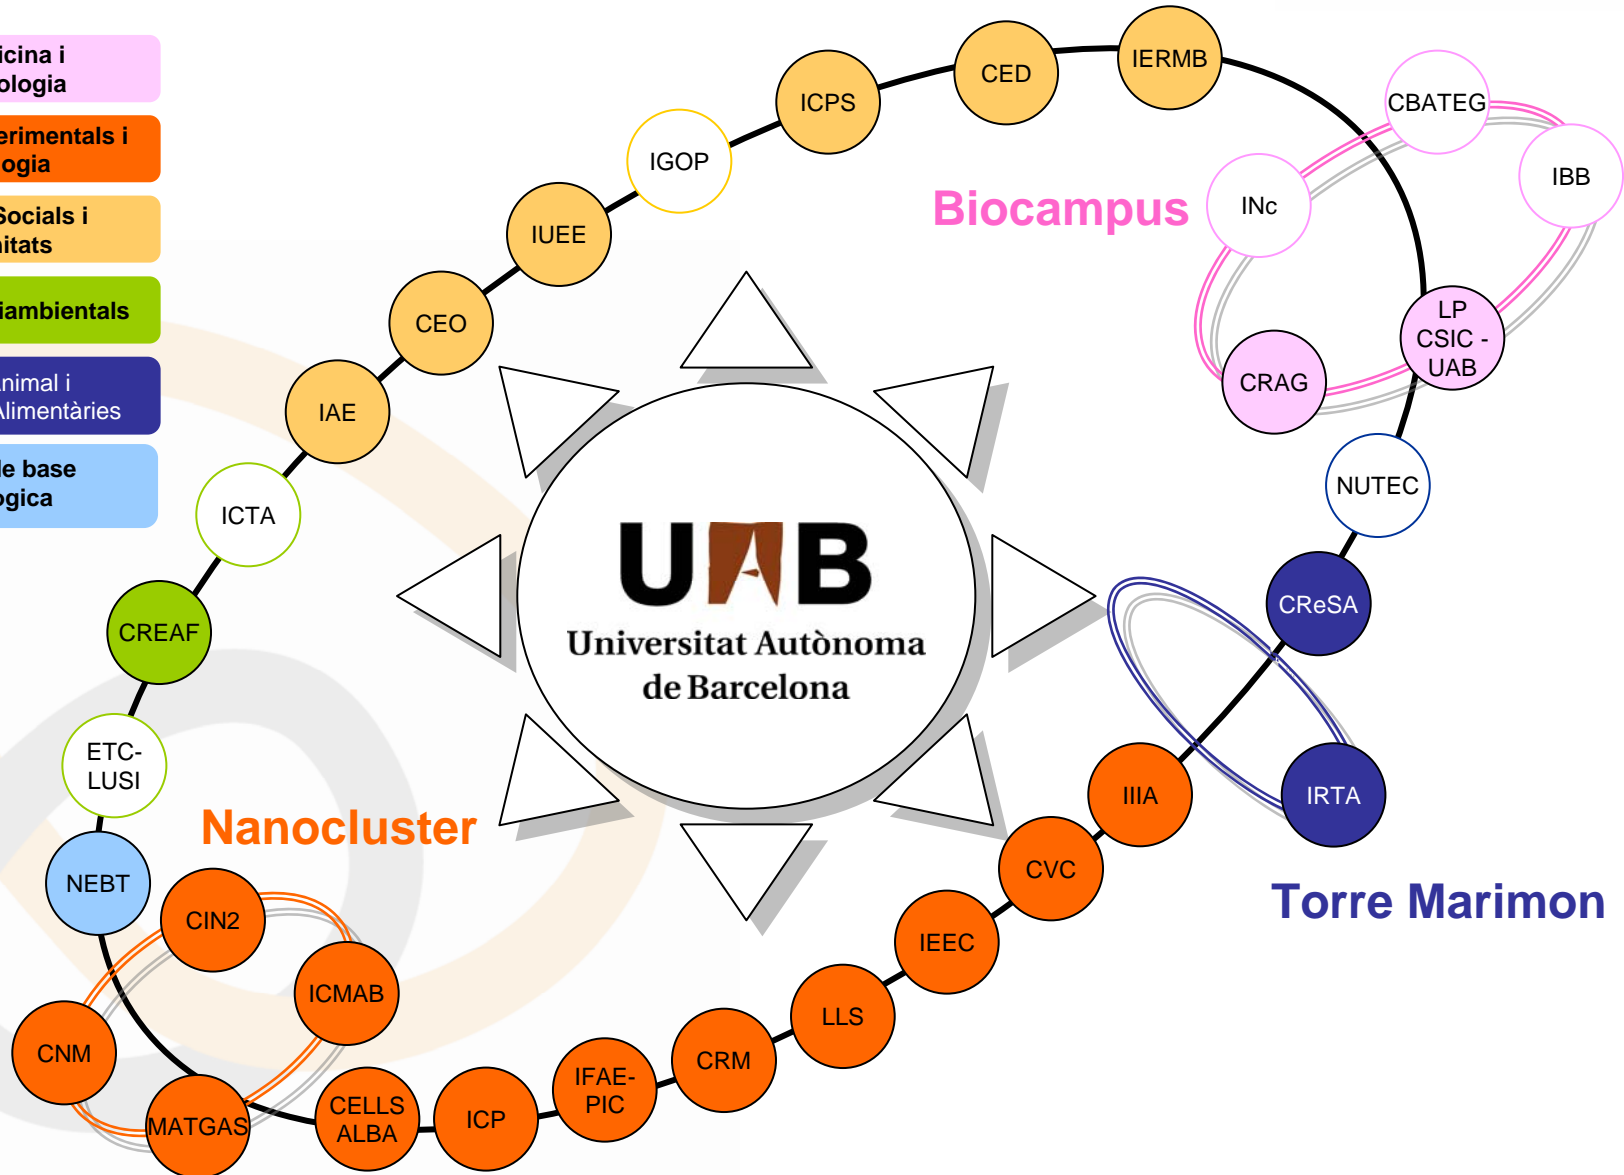 icina i
ologia
erimentals i
ogia
Socials i
nitats
iambientals
nimal i
Alimentàries
le base
ogica
IERMB
CED
ICPS
CBATEG
IGOP
IBB
Biocampus
INc
IUEE
CEO
LP
CSIC -
UAB
CRAG
IAE
NUTEC
ICTA
UAB
Universitat Autònoma
de Barcelona
CReSA
CREAF
ETC-
LUSI
IIIA
IRTA
Nanocluster
CVC
NEBT
Torre Marimon
CIN2
IEEC
ICMAB
LLS
CNM
CRM
IFAE-
PIC
CELLS
ALBA
ICP
MATGAS